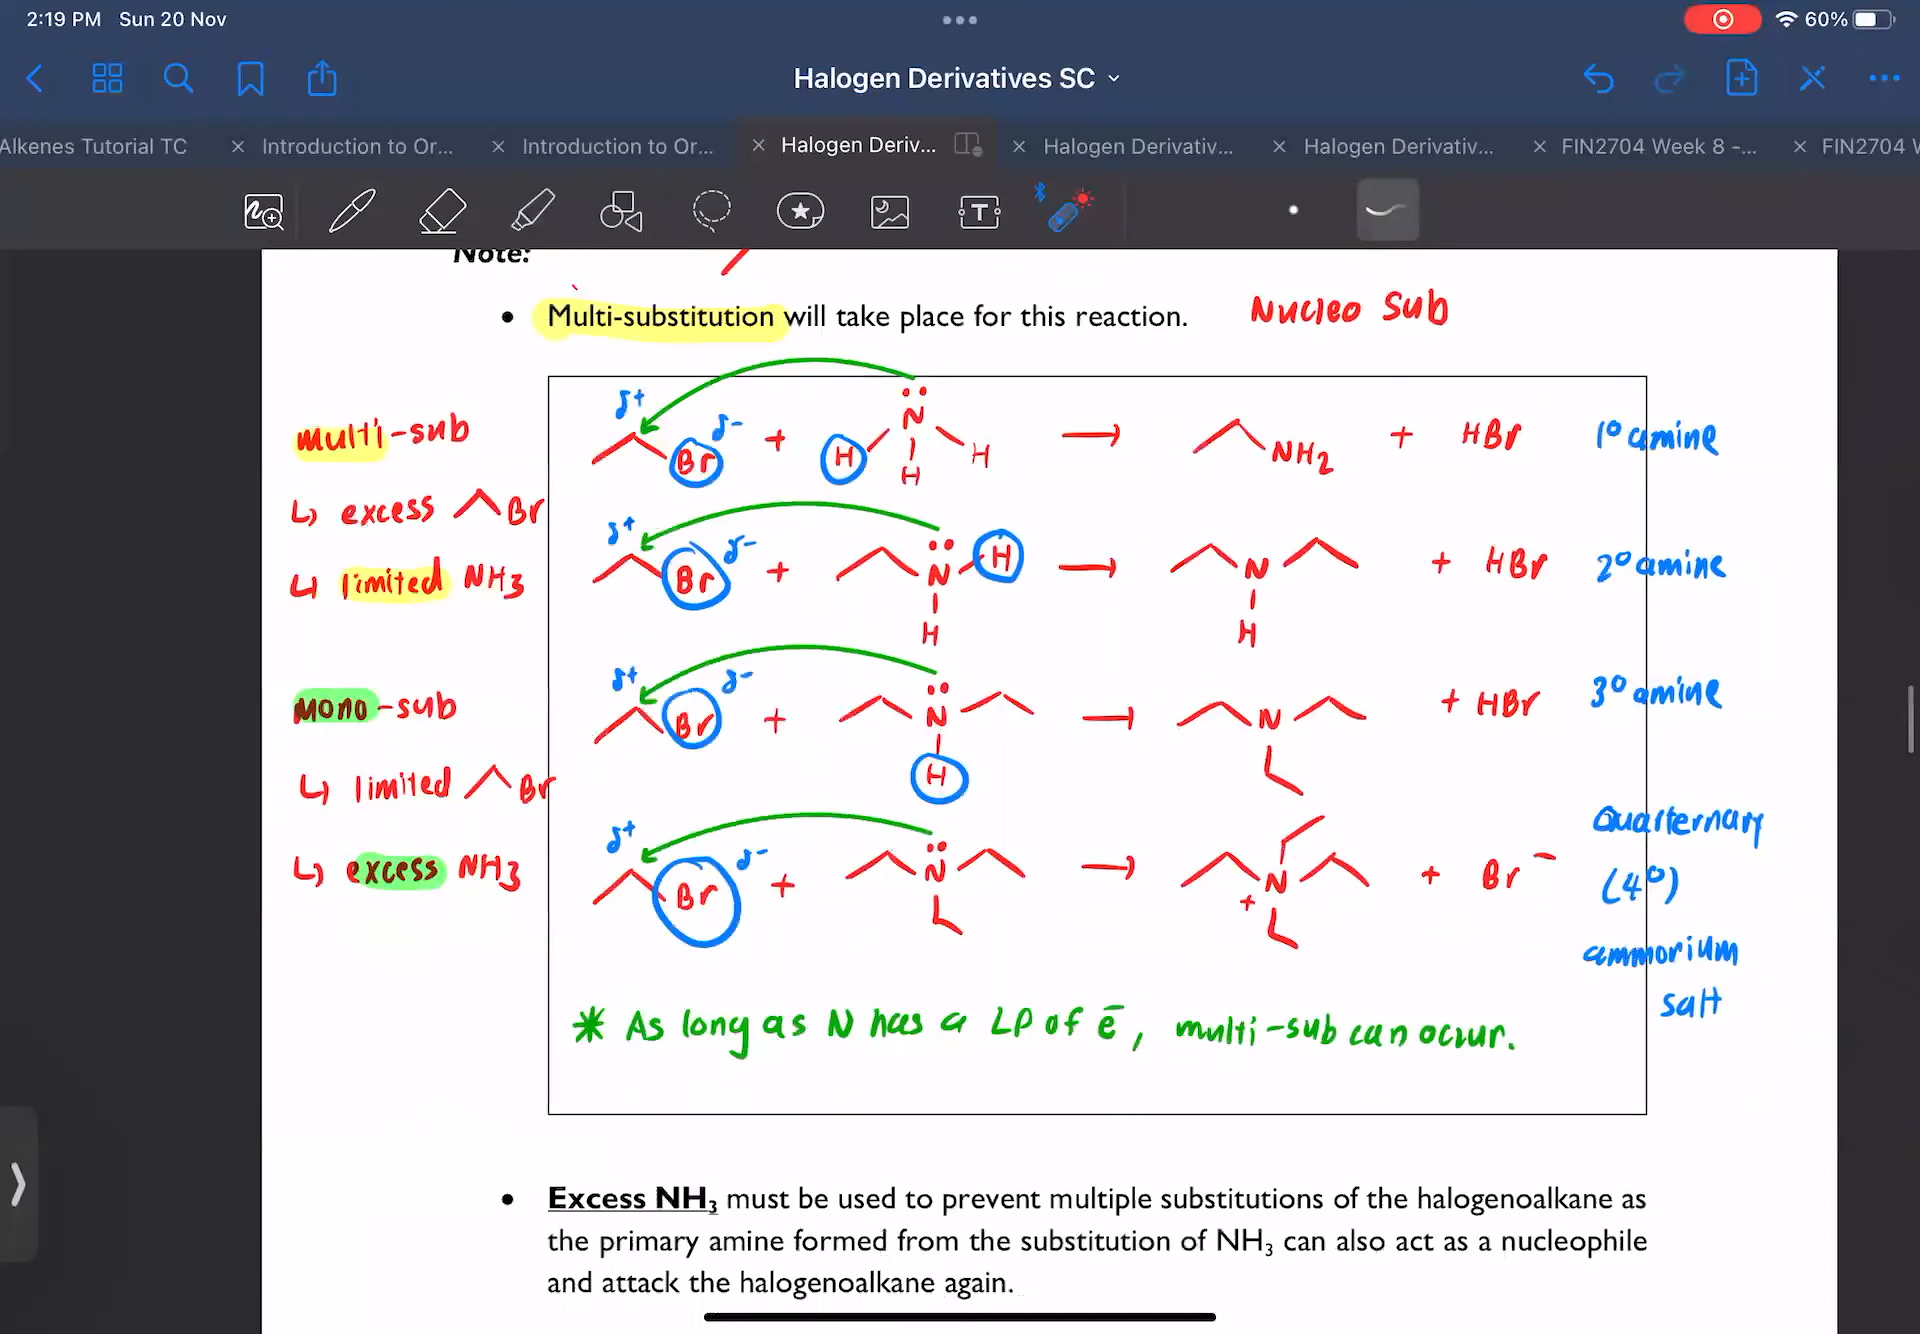 2:19 PM Sun 20 Nov
60%
Halogen Derivatives SC
Alkenes Tutorial TC
Introduction to Or...
Introduction to Or...
Halogen Deriv...
Halogen Derivativ...
Halogen Derivativ...
FIN2704 Week 8 -...
FIN2704 W
Note:
• Multi-substitution will take place for this reaction. Nucleo Sub
multi-sub
↳ excess Br
↳ limited NH3
mono-sub
↳ limited Br
↳ excess NH3
δ+ Br δ- + H N H H → NH2 + HBr 1° amine
δ+ Br δ- + N H H → N H + HBr 2° amine
δ+ Br δ- + N H → N + HBr 3° amine
δ+ Br δ- + N → N + + Br⁻ Quarternary
(4°)
ammorium
salt
* As long as N has a LP of ē, multi-sub can occur.
• Excess NH₃ must be used to prevent multiple substitutions of the halogenoalkane as
the primary amine formed from the substitution of NH₃ can also act as a nucleophile
and attack the halogenoalkane again.